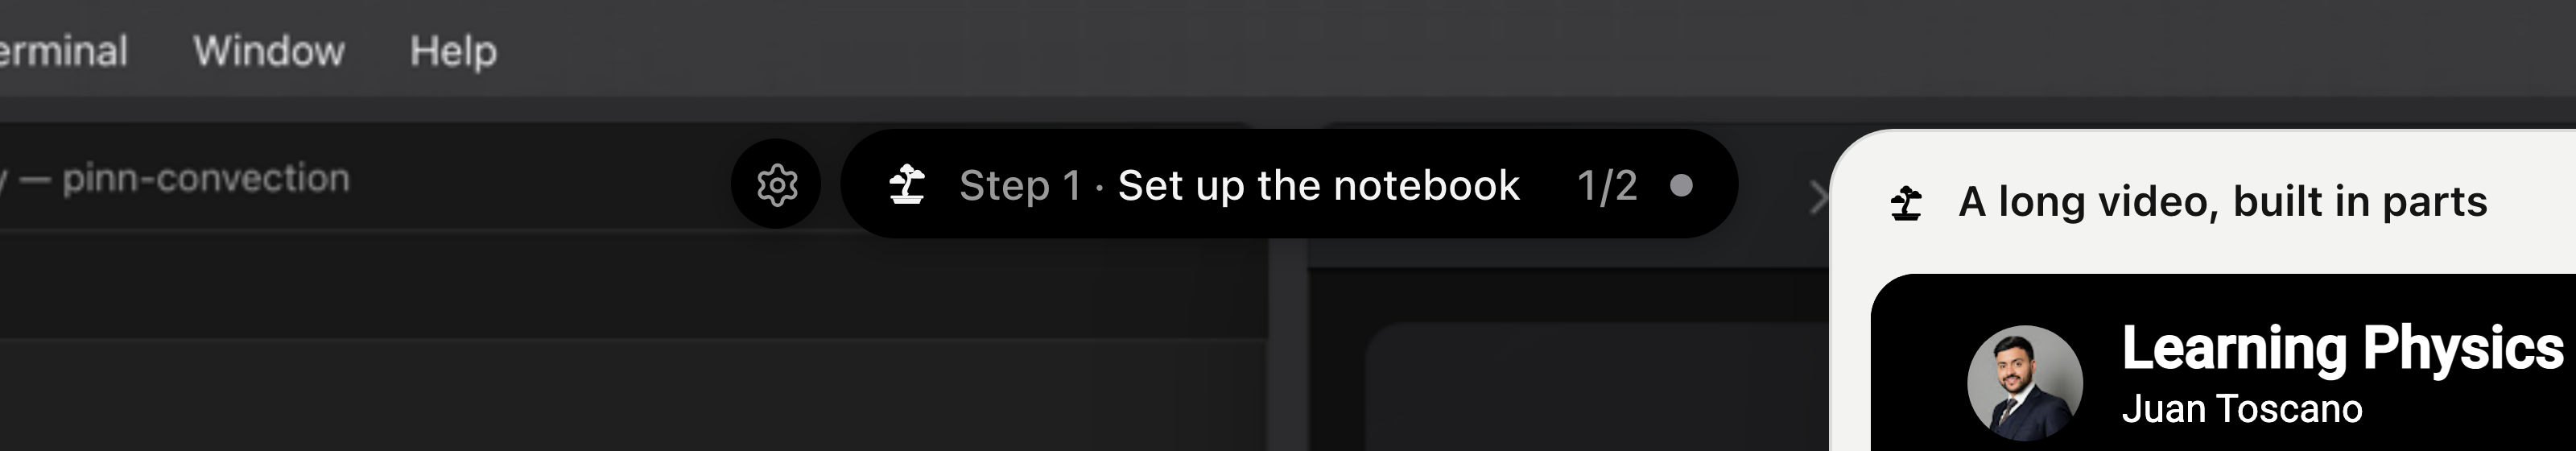 erminal Window Help
y — pinn-convection
Step 1 · Set up the notebook 1/2
A long video, built in parts
Learning Physics
Juan Toscano